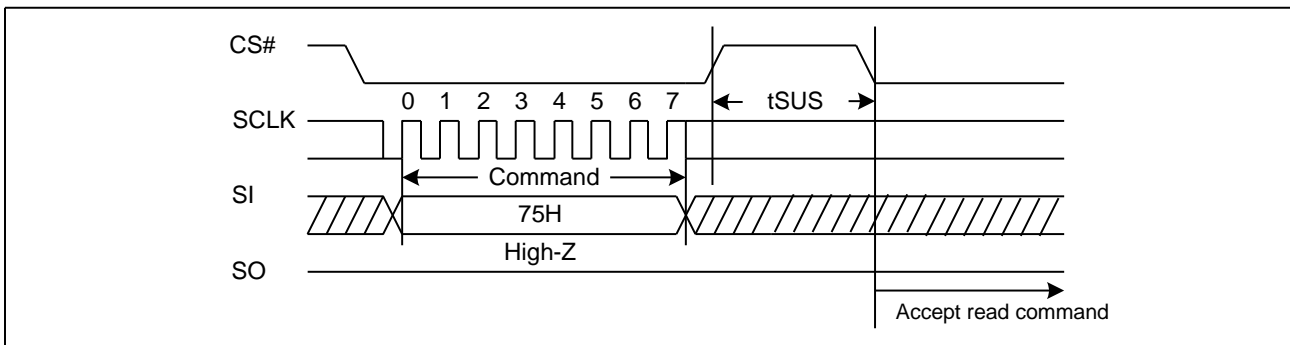 CS#
0 1 2 3 4 5 6 7
tSUS
SCLK
Command
SI
75H
High-Z
SO
Accept read command